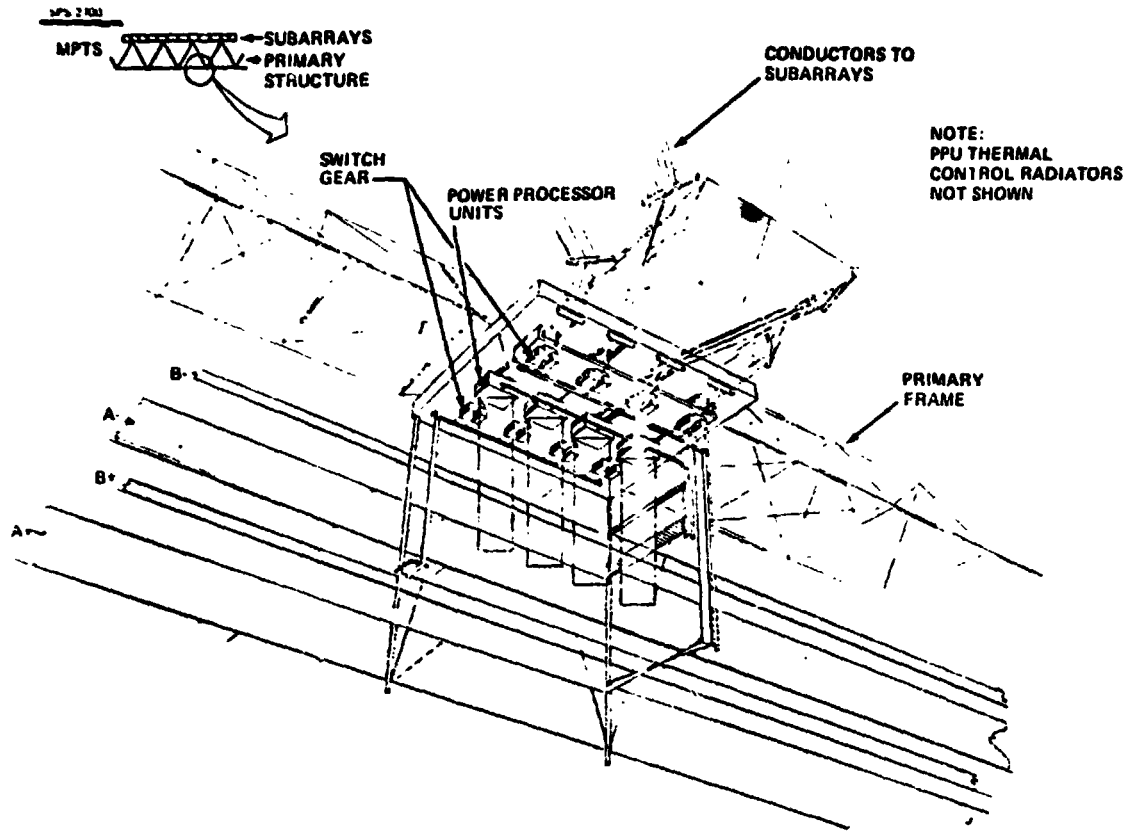 MPTS
SUBARRAYS
PRIMARY
STRUCTURE
CONDUCTORS TO
SUBARRAYS
NOTE:
PPU THERMAL
CONTROL RADIATORS
NOT SHOWN
SWITCH
GEAR
POWER PROCESSOR
UNITS
PRIMARY
FRAME
B-
A
B+
A